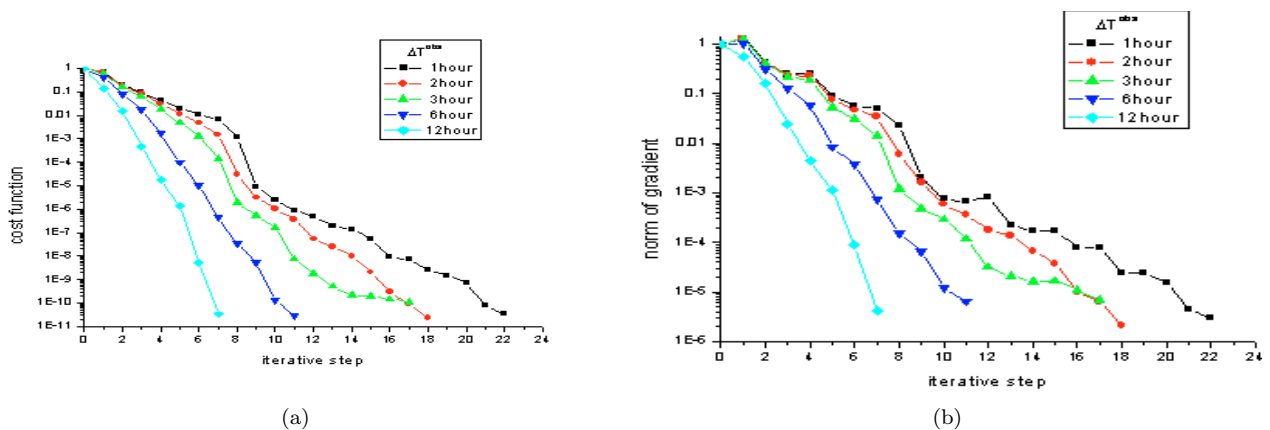 ΔT^obs
1hour
2hour
3hour
6hour
12hour
1
0.1
0.01
1E-3
1E-4
1E-5
1E-6
1E-7
1E-8
1E-9
1E-10
1E-11
cost function
0 2 4 6 8 10 12 14 16 18 20 22 24
iterative step
(a)
ΔT^obs
1hour
2hour
3hour
6hour
12hour
1
0.1
0.01
1E-3
1E-4
1E-5
1E-6
norm of gradient
0 2 4 6 8 10 12 14 16 18 20 22 24
iterative step
(b)